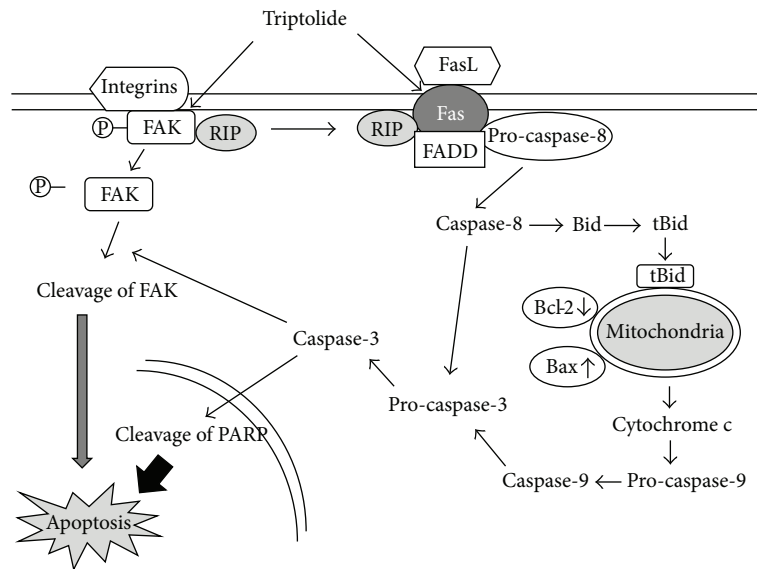 Triptolide
Integrins
FasL
P
FAK
RIP
RIP
Fas
FADD
Pro-caspase-8
P
FAK
Caspase-8
Bid
tBid
tBid
Cleavage of FAK
Bcl-2
Mitochondria
Caspase-3
Bax
Pro-caspase-3
Cytochrome c
Cleavage of PARP
Caspase-9
Pro-caspase-9
Apoptosis